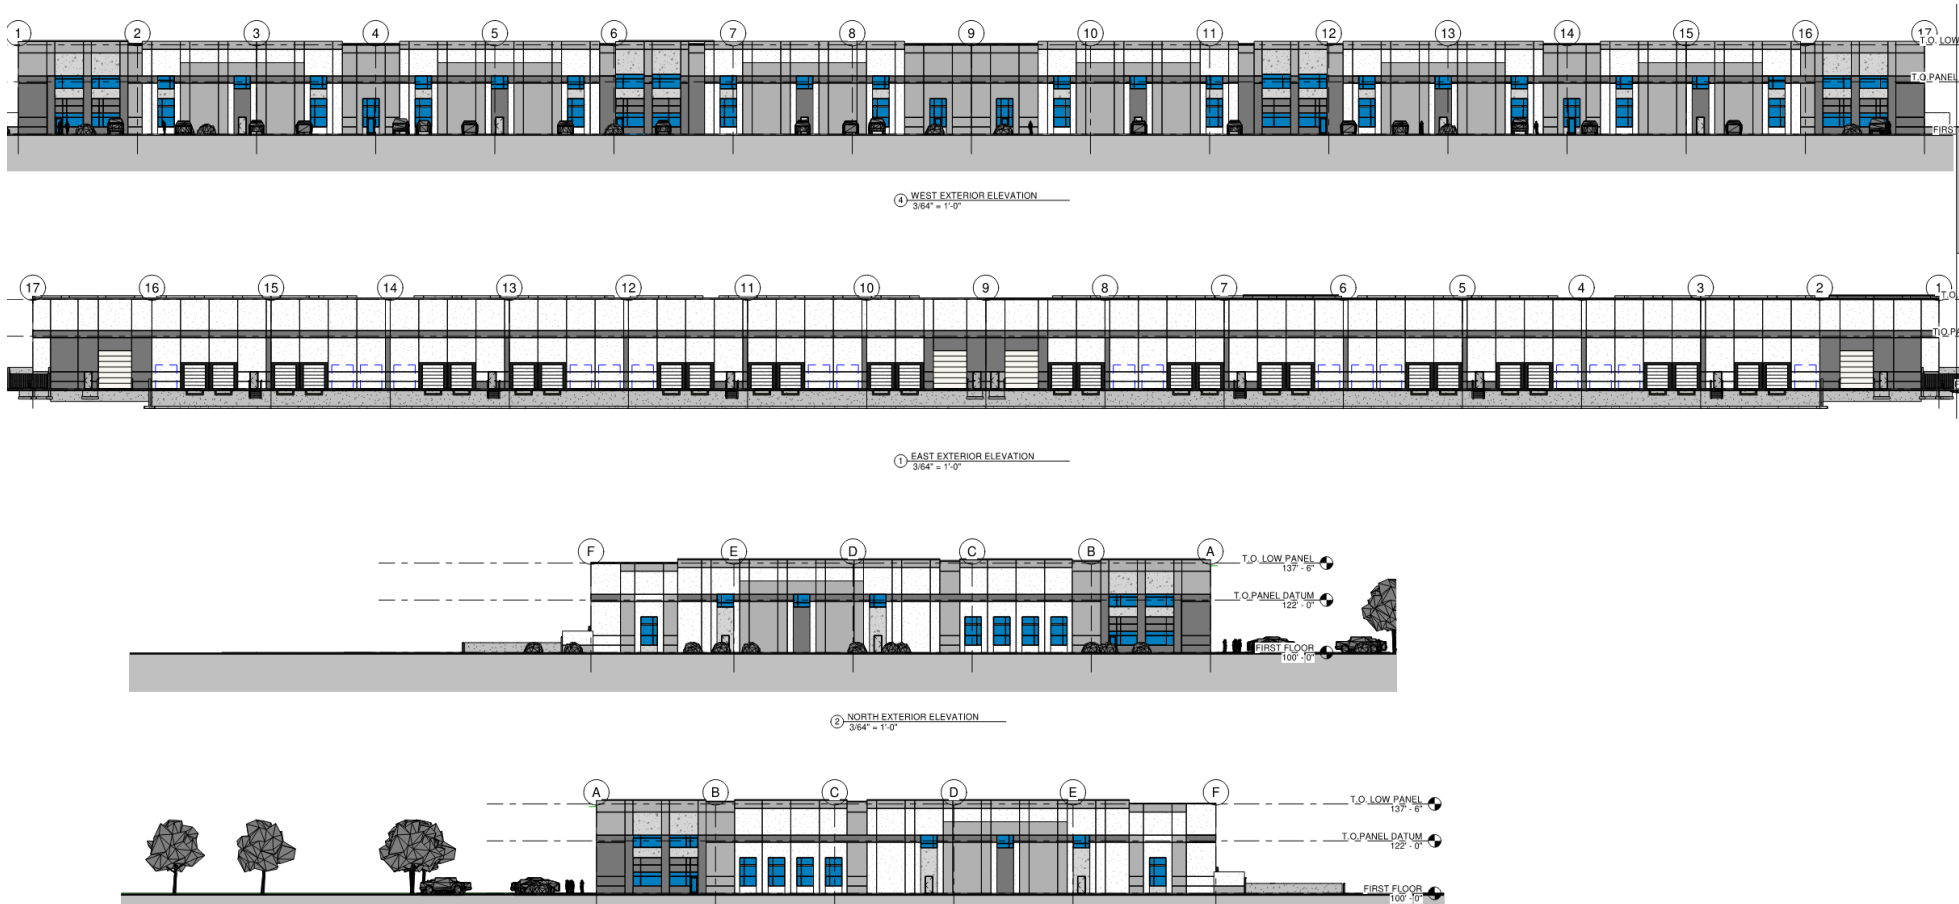 1 2 3 4 5 6 7 8 9 10 11 12 13 14 15 16 17
T.O. LOW
T.O.PANEL
FIRST
4 WEST EXTERIOR ELEVATION
3/64" = 1'-0"
17 16 15 14 13 12 11 10 9 8 7 6 5 4 3 2 1
T.O.
T.O.PA
1 EAST EXTERIOR ELEVATION
3/64" = 1'-0"
F E D C B A
T.O. LOW PANEL
137' - 6"
T.O.PANEL DATUM
122' - 0"
FIRST FLOOR
100' - 0"
2 NORTH EXTERIOR ELEVATION
3/64" = 1'-0"
A B C D E F
T.O. LOW PANEL
137' - 6"
T.O.PANEL DATUM
122' - 0"
FIRST FLOOR
100' - 0"